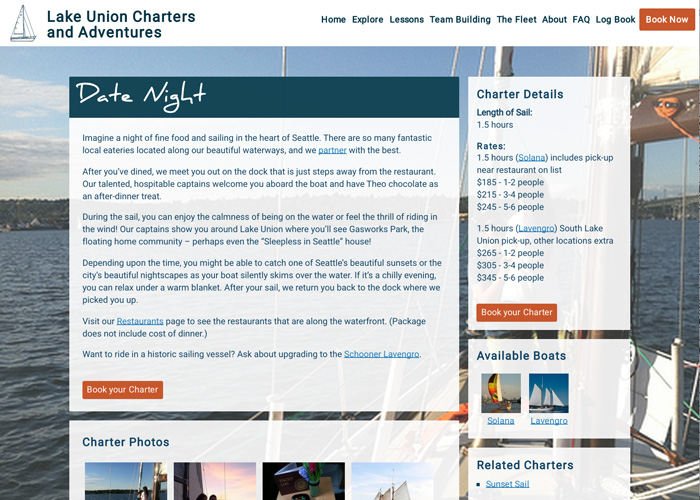 Lake Union Charters
and Adventures
Home Explore Lessons Team Building The Fleet About FAQ Log Book Book Now
Date Night
Imagine a night of fine food and sailing in the heart of Seattle. There are so many fantastic
local eateries located along our beautiful waterways, and we partner with the best.
After you've dined, we meet you out on the dock that is just steps away from the restaurant.
Our talented, hospitable captains welcome you aboard the boat and have Theo chocolate as
an after-dinner treat.
During the sail, you can enjoy the calmness of being on the water or feel the thrill of riding in
the wind! Our captains show you around Lake Union where you'll see Gasworks Park, the
floating home community – perhaps even the “Sleepless in Seattle” house!
Depending upon the time, you might be able to catch one of Seattle's beautiful sunsets or the
city's beautiful nightscapes as your boat silently skims over the water. If it's a chilly evening,
you can relax under a warm blanket. After your sail, we return you back to the dock where we
picked you up.
Visit our Restaurants page to see the restaurants that are along the waterfront. (Package
does not include cost of dinner.)
Want to ride in a historic sailing vessel? Ask about upgrading to the Schooner Lavengro.
Book your Charter
Charter Photos
Charter Details
Length of Sail:
1.5 hours
Rates:
1.5 hours (Solana) includes pick-up
near restaurant on list
$185 - 1-2 people
$215 - 3-4 people
$245 - 5-6 people
1.5 hours (Lavengro) South Lake
Union pick-up, other locations extra
$265 - 1-2 people
$305 - 3-4 people
$345 - 5-6 people
Book your Charter
Available Boats
Solana Lavengro
Related Charters
Sunset Sail